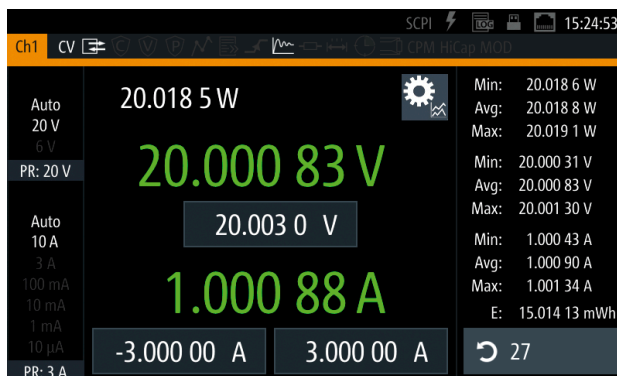 SCPI LOG 15:24:53
Ch1 CV C V P CPM HiCap MOD
Auto
20 V
6 V
PR: 20 V
Auto
10 A
3 A
100 mA
10 mA
1 mA
10 µA
PR: 3 A
20.018 5 W
20.000 83 V
20.003 0 V
1.000 88 A
-3.000 00 A 3.000 00 A
Min: 20.018 6 W
Avg: 20.018 8 W
Max: 20.019 1 W
Min: 20.000 31 V
Avg: 20.000 83 V
Max: 20.001 30 V
Min: 1.000 43 A
Avg: 1.000 90 A
Max: 1.001 34 A
E: 15.014 13 mWh
27